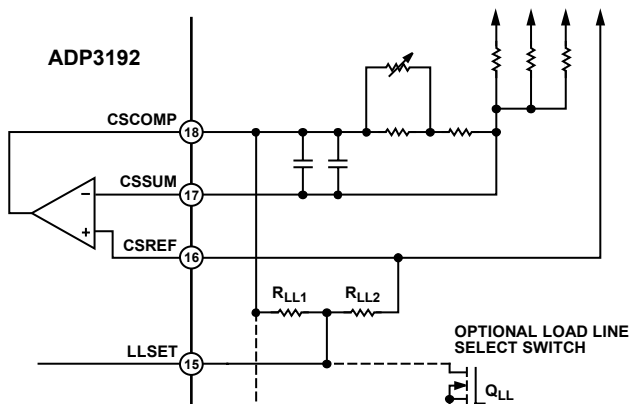 ADP3192
CSCOMP
18
CSSUM
17
−
+
CSREF
16
RLL1
RLL2
OPTIONAL LOAD LINE
SELECT SWITCH
LLSET
15
QLL